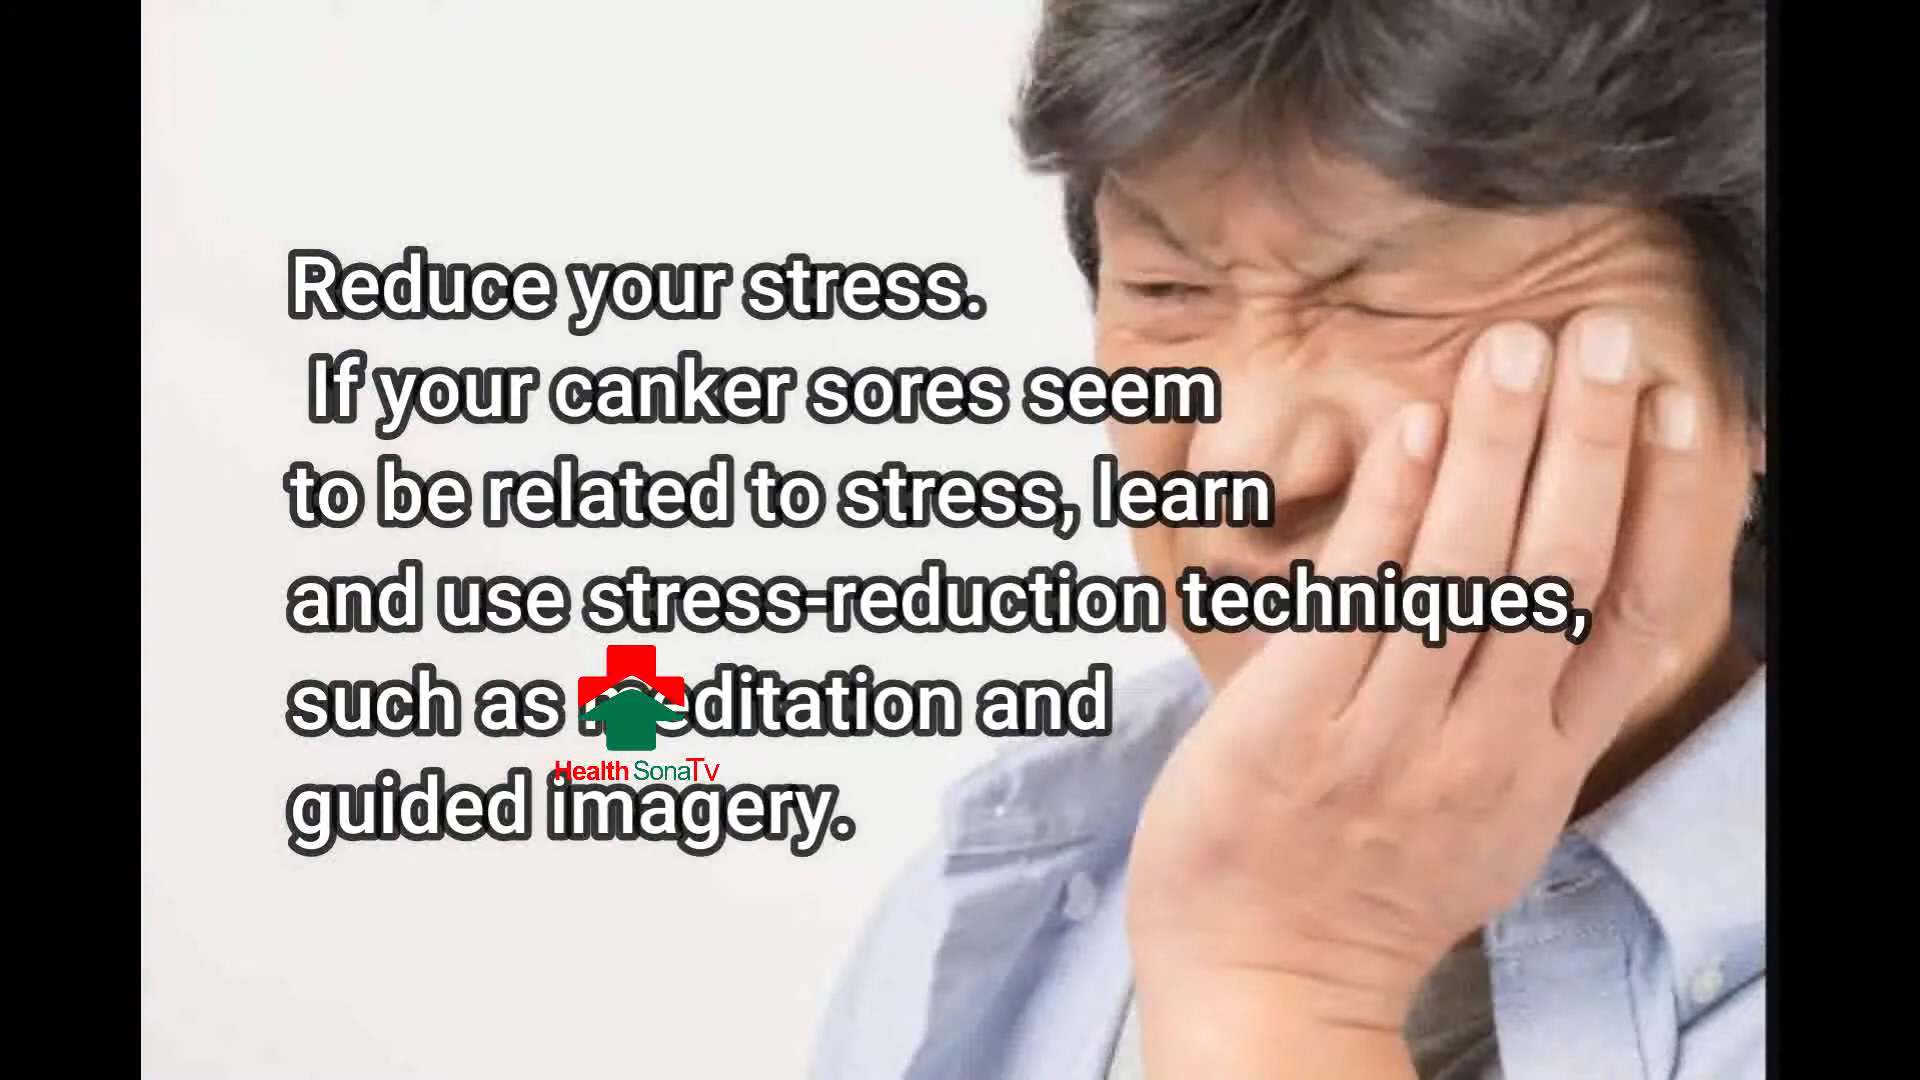 Reduce your stress.
If your canker sores seem
to be related to stress, learn
and use stress-reduction techniques,
such as meditation and
Health SonaTv
guided imagery.